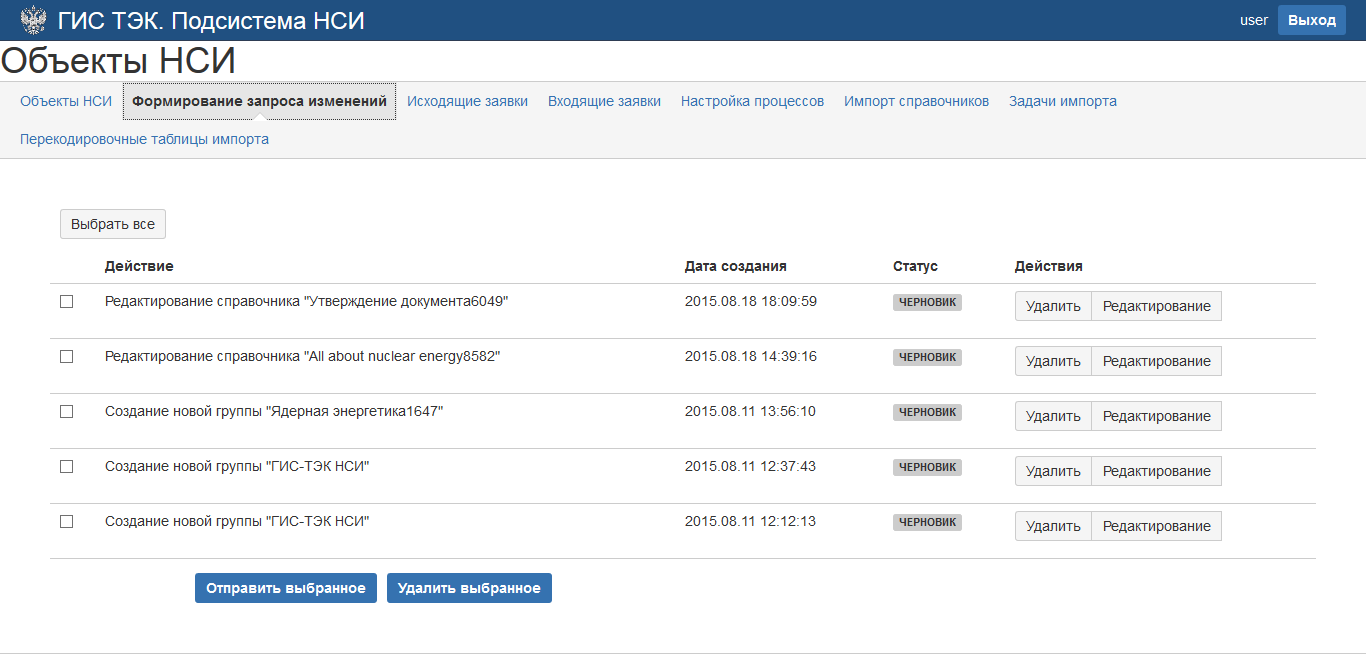 ГИС ТЭК. Подсистема НСИ
user Выход
Объекты НСИ
Объекты НСИ Формирование запроса изменений Исходящие заявки Входящие заявки Настройка процессов Импорт справочников Задачи импорта
Перекодировочные таблицы импорта
Выбрать все
Действие Дата создания Статус Действия
Редактирование справочника "Утверждение документа6049" 2015.08.18 18:09:59 ЧЕРНОВИК Удалить Редактирование
Редактирование справочника "All about nuclear energy8582" 2015.08.18 14:39:16 ЧЕРНОВИК Удалить Редактирование
Создание новой группы "Ядерная энергетика1647" 2015.08.11 13:56:10 ЧЕРНОВИК Удалить Редактирование
Создание новой группы "ГИС-ТЭК НСИ" 2015.08.11 12:37:43 ЧЕРНОВИК Удалить Редактирование
Создание новой группы "ГИС-ТЭК НСИ" 2015.08.11 12:12:13 ЧЕРНОВИК Удалить Редактирование
Отправить выбранное Удалить выбранное